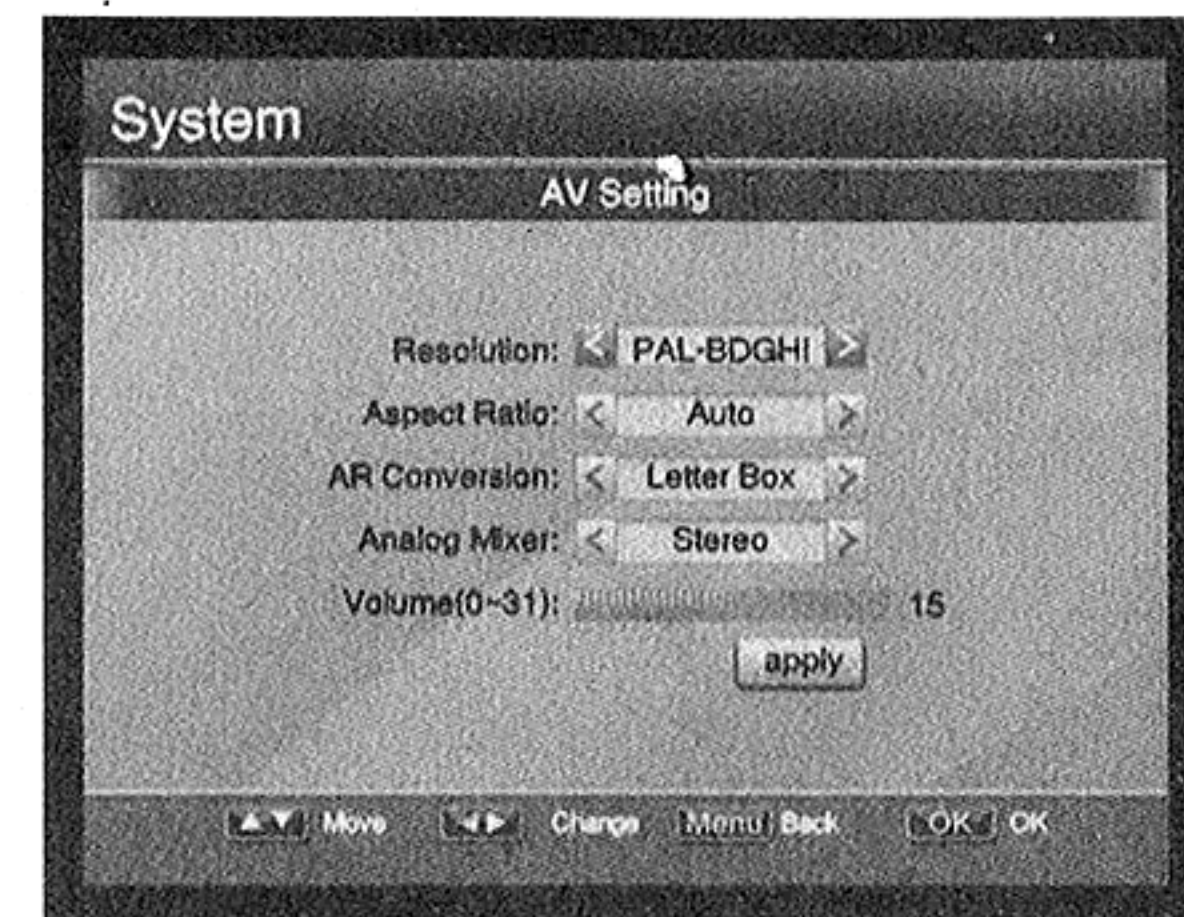 System
AV Setting
Resolution: < PAL-BDGHI >
Aspect Ratio: < Auto >
AR Conversion: < Letter Box >
Analog Mixer: < Stereo >
Volume(0~31): 15
apply
▲▼ Move ◀▶ Change Menu Back OK OK